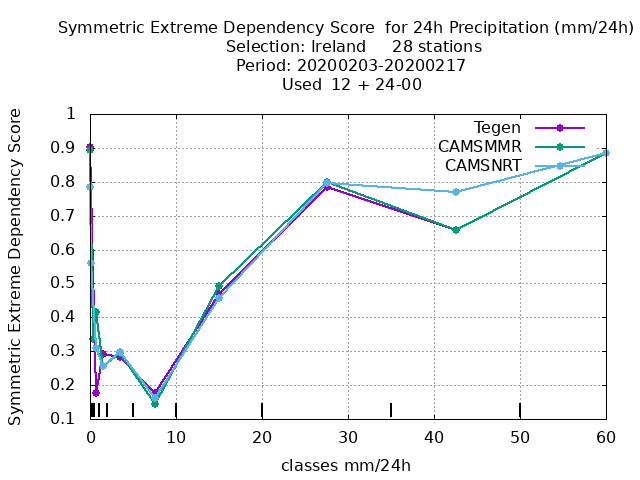 Symmetric Extreme Dependency Score  for 24h Precipitation (mm/24h)
Selection: Ireland     28 stations
Period: 20200203-20200217
Used  12 + 24-00
Symmetric Extreme Dependency Score
1
0.9
0.8
0.7
0.6
0.5
0.4
0.3
0.2
0.1
Tegen
CAMSMMR
CAMSNRT
0 10 20 30 40 50 60
classes mm/24h